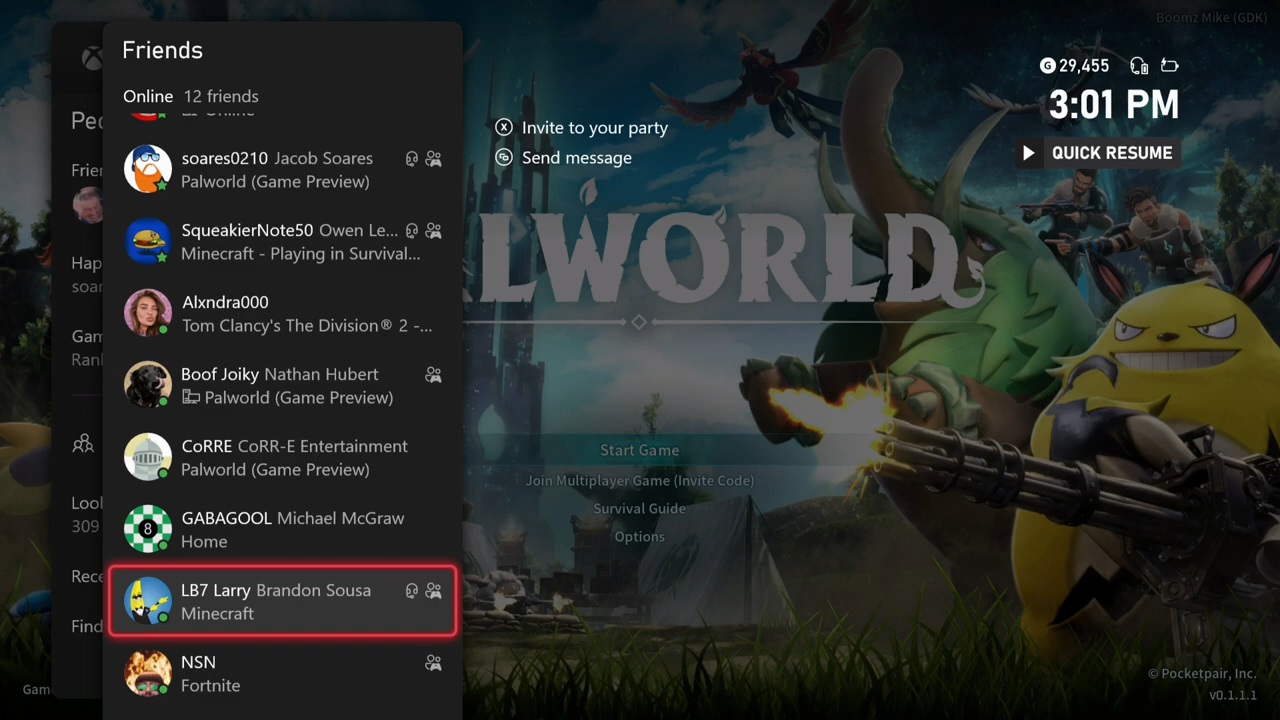 Boomz Mike (GDK)
Friends
Online 12 friends
Online
soares0210 Jacob Soares
Palworld (Game Preview)
SqueakierNote50 Owen Le...
Minecraft - Playing in Survival...
Alxndra000
Tom Clancy's The Division® 2 -...
Boof Joiky Nathan Hubert
Palworld (Game Preview)
CoRRE CoRR-E Entertainment
Palworld (Game Preview)
GABAGOOL Michael McGraw
Home
LB7 Larry Brandon Sousa
Minecraft
NSN
Fortnite
Invite to your party
Send message
G 29,455
3:01 PM
QUICK RESUME
LWORLD
Start Game
Join Multiplayer Game (Invite Code)
Survival Guide
Options
© Pocketpair, Inc.
v0.1.1.1
309
8